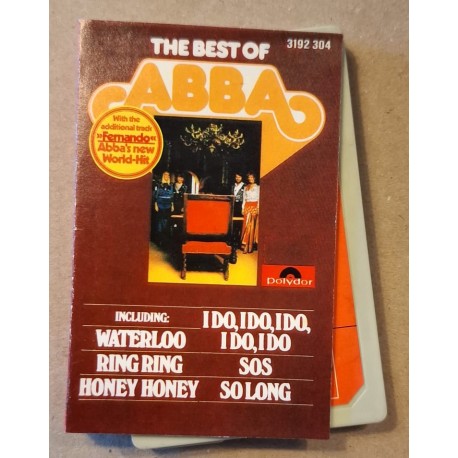 THE BEST OF
3192 304
ABBA
With the
additional track
»Fernando«
Abba's new
World-Hit
Polydor
INCLUDING:
WATERLOO
RING RING
HONEY HONEY
I DO, I DO, I DO,
I DO, I DO
SOS
SO LONG